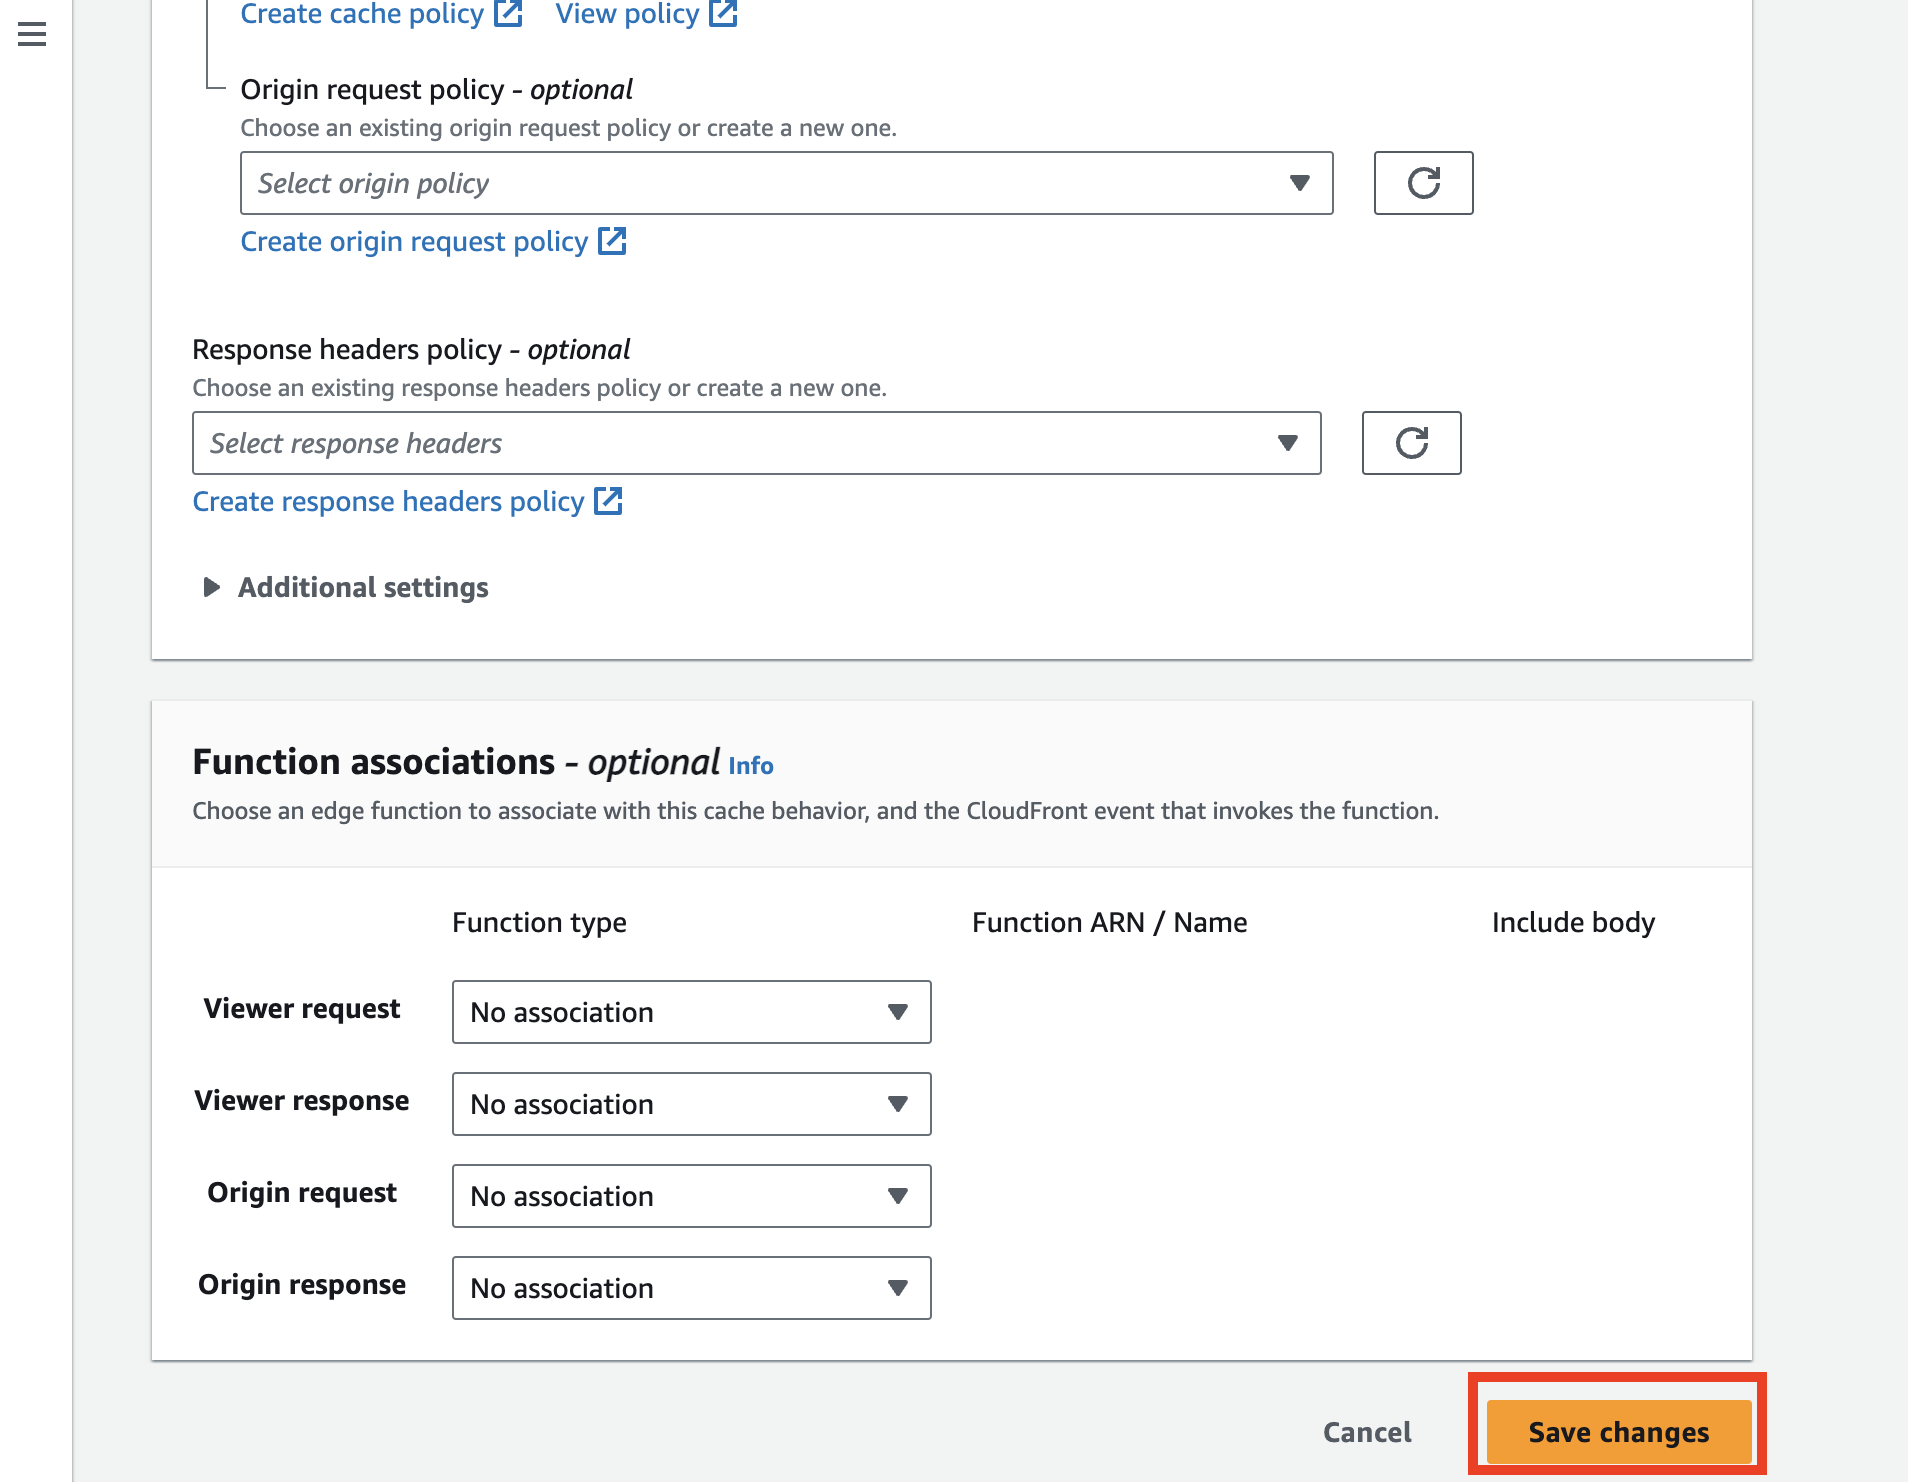 Create cache policy View policy
Origin request policy - optional
Choose an existing origin request policy or create a new one.
Select origin policy
Create origin request policy
Response headers policy - optional
Choose an existing response headers policy or create a new one.
Select response headers
Create response headers policy
Additional settings
Function associations - optional Info
Choose an edge function to associate with this cache behavior, and the CloudFront event that invokes the function.
Function type Function ARN / Name Include body
Viewer request No association
Viewer response No association
Origin request No association
Origin response No association
Cancel Save changes